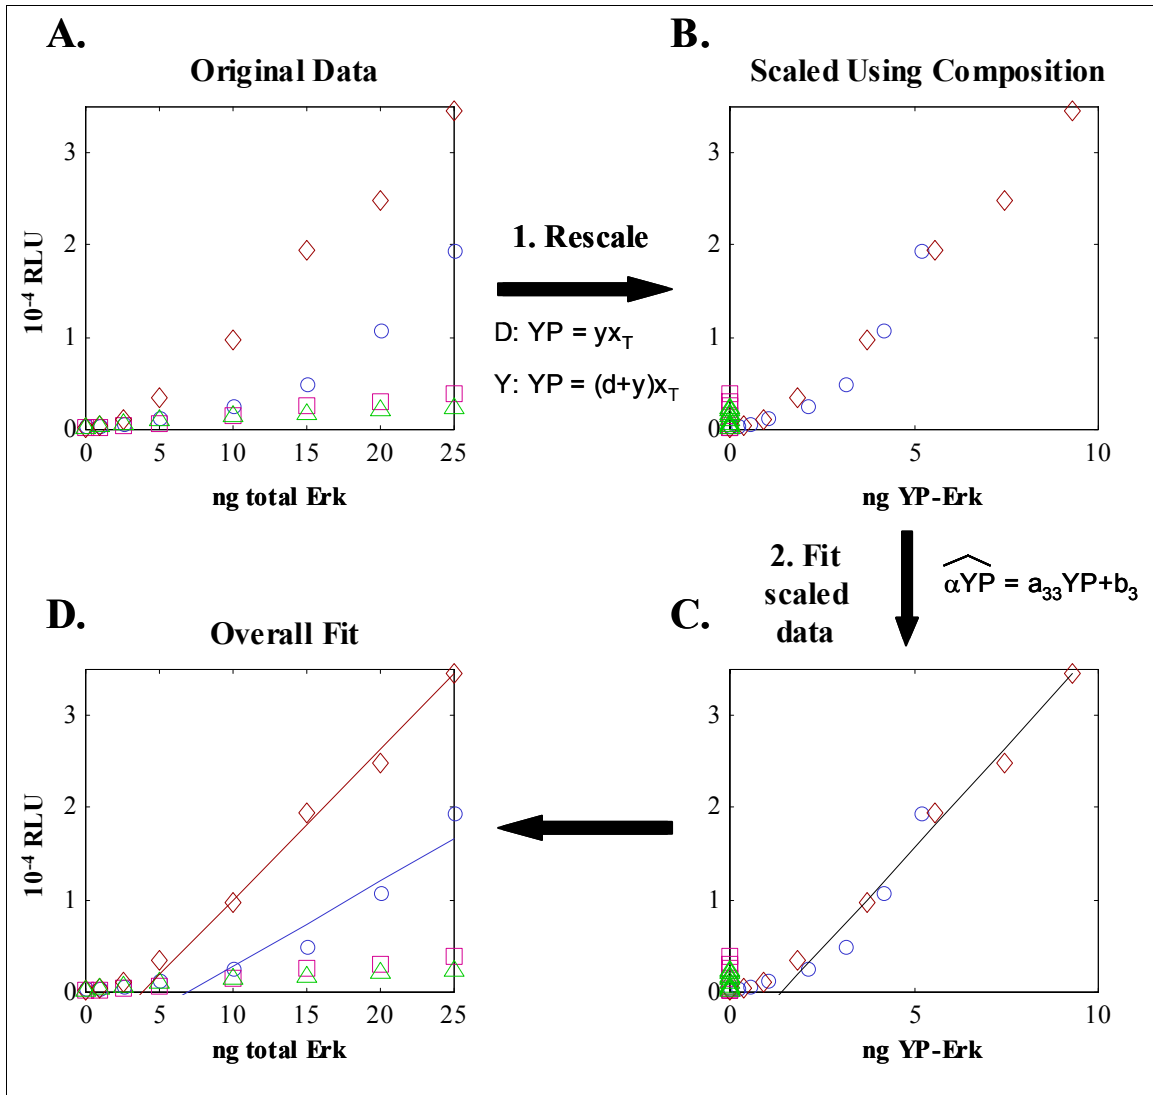 A.
Original Data
3
2
1
0
10⁻⁴ RLU
0 5 10 15 20 25
ng total Erk
1. Rescale
D: YP = yx_T
Y: YP = (d+y)x_T
B.
Scaled Using Composition
3
2
1
0
0 5 10
ng YP-Erk
2. Fit
scaled
data
α̂YP = a₃₃YP+b₃
C.
3
2
1
0
0 5 10
ng YP-Erk
D.
Overall Fit
3
2
1
0
10⁻⁴ RLU
0 5 10 15 20 25
ng total Erk